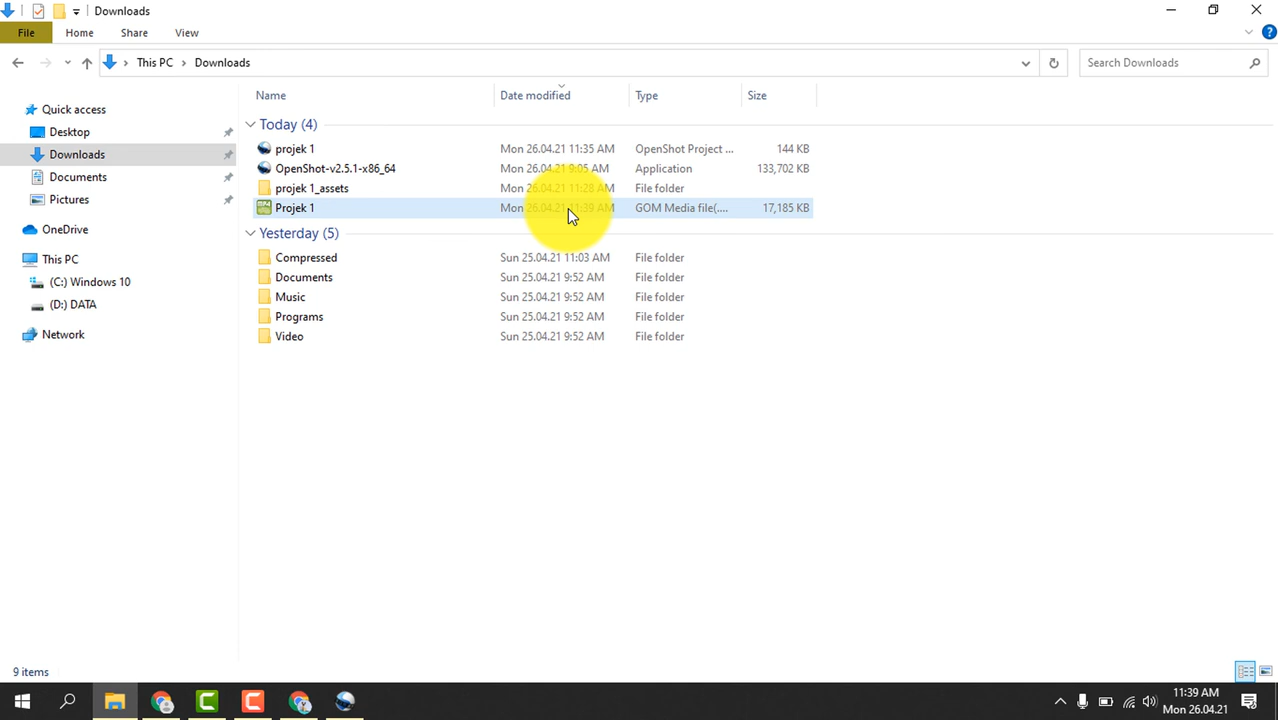 Downloads
File Home Share View
This PC Downloads Search Downloads
Name Date modified Type Size
Quick access
Desktop
Downloads
Documents
Pictures
OneDrive
This PC
(C:) Windows 10
(D:) DATA
Network
Today (4)
projek 1 Mon 26.04.21 11:35 AM OpenShot Project ... 144 KB
OpenShot-v2.5.1-x86_64 Mon 26.04.21 9:05 AM Application 133,702 KB
projek 1_assets Mon 26.04.21 11:28 AM File folder
Projek 1 Mon 26.04.21 11:39 AM GOM Media file(.... 17,185 KB
Yesterday (5)
Compressed Sun 25.04.21 11:03 AM File folder
Documents Sun 25.04.21 9:52 AM File folder
Music Sun 25.04.21 9:52 AM File folder
Programs Sun 25.04.21 9:52 AM File folder
Video Sun 25.04.21 9:52 AM File folder
9 items
11:39 AM
Mon 26.04.21